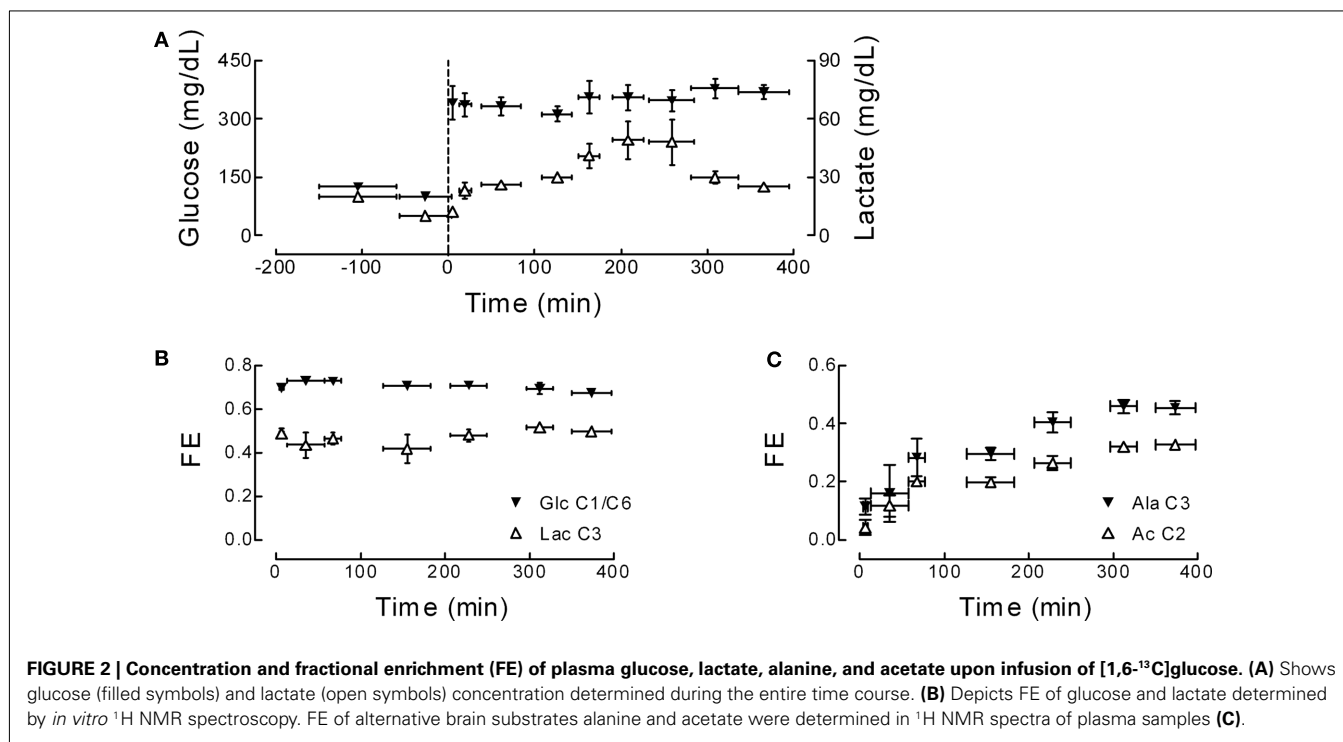 A
Glucose (mg/dL)
450
300
150
0
90
60
30
0
Lactate (mg/dL)
-200 -100 0 100 200 300 400
Time (min)
B
FE
0.8
0.6
0.4
0.2
0.0
Glc C1/C6
Lac C3
0 100 200 300 400
Time (min)
C
FE
0.6
0.4
0.2
0.0
Ala C3
Ac C2
0 100 200 300 400
Time (min)
FIGURE 2 | Concentration and fractional enrichment (FE) of plasma glucose, lactate, alanine, and acetate upon infusion of [1,6-¹³C]glucose. (A) Shows
glucose (filled symbols) and lactate (open symbols) concentration determined during the entire time course. (B) Depicts FE of glucose and lactate determined
by in vitro ¹H NMR spectroscopy. FE of alternative brain substrates alanine and acetate were determined in ¹H NMR spectra of plasma samples (C).